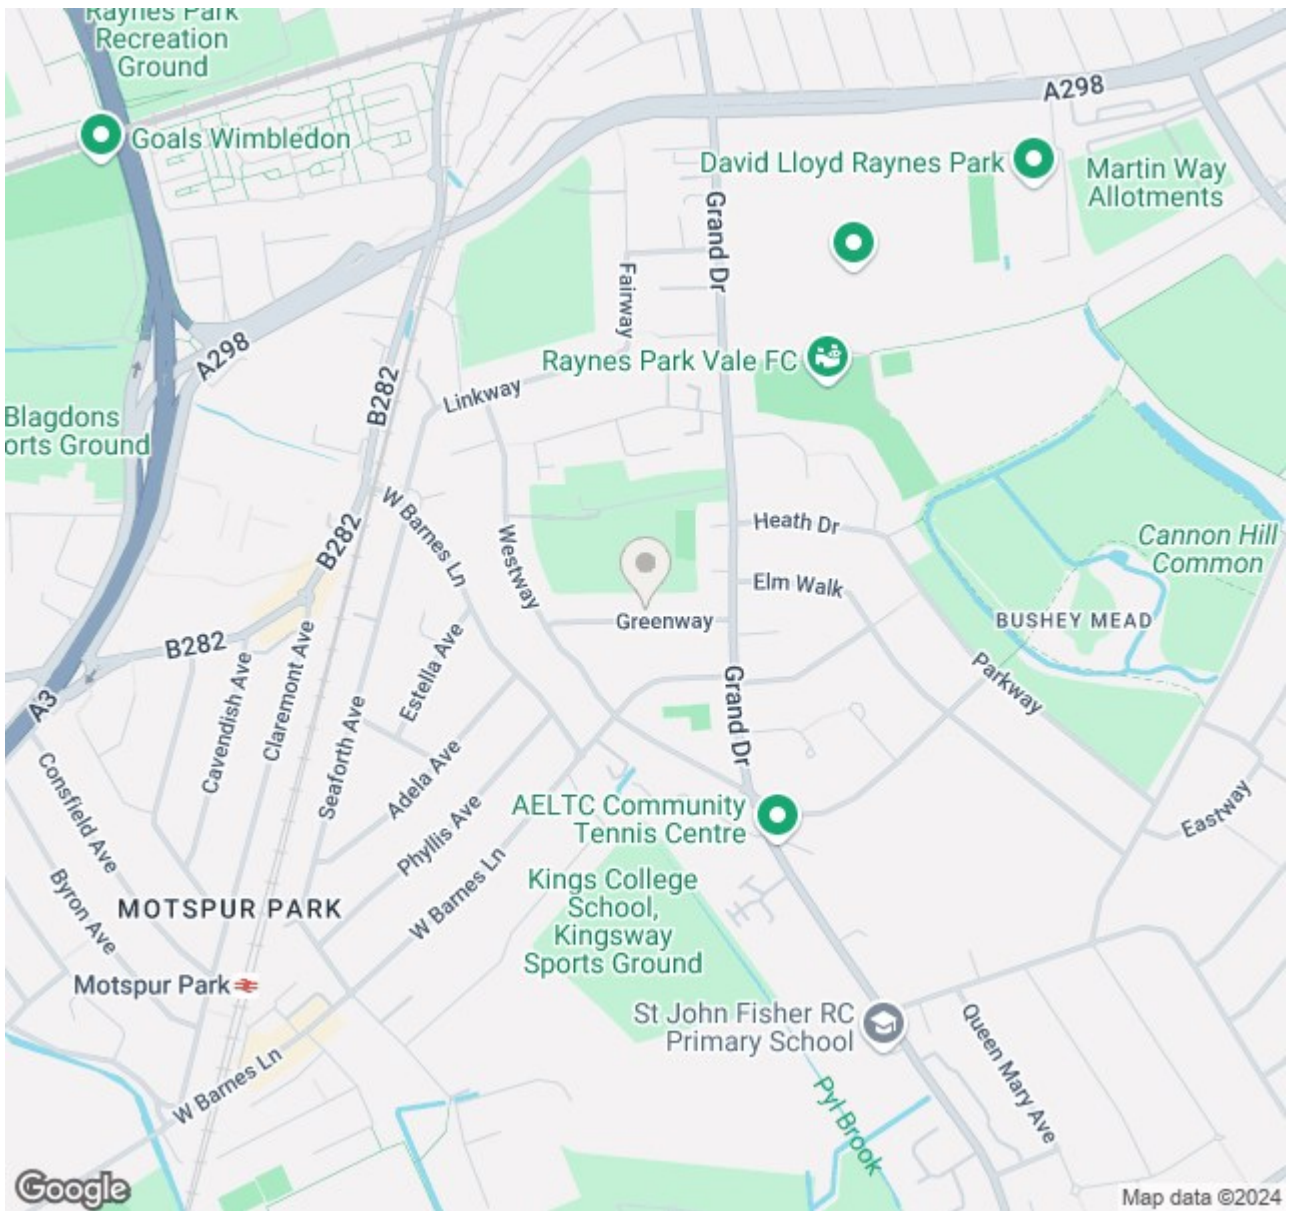 Raynes Park
Recreation
Ground
A298
Goals Wimbledon
David Lloyd Raynes Park
Martin Way
Allotments
Grand Dr
Fairway
A298
Raynes Park Vale FC
B282
Linkway
Blagdons
orts Ground
W Barnes Ln
Westway
B282
Heath Dr
Cannon Hill
Common
Elm Walk
Greenway
BUSHEY MEAD
B282
Estella Ave
Cavendish Ave
Claremont Ave
Parkway
Grand Dr
A3
Seaforth Ave
Consfield Ave
Adela Ave
AELTC Community
Tennis Centre
Eastway
Phyllis Ave
Kings College
School,
Kingsway
Sports Ground
W Barnes Ln
Byron Ave
MOTSPUR PARK
Motspur Park
St John Fisher RC
Primary School
Queen Mary Ave
W Barnes Ln
Pyl Brook
Google
Map data ©2024